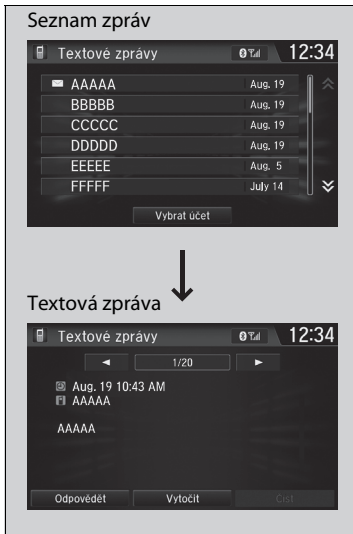 Seznam zpráv
Textové zprávy 12:34
AAAAA Aug. 19
BBBBB Aug. 19
CCCCC Aug. 19
DDDDD Aug. 19
EEEEE Aug. 5
FFFFF July 14
Vybrat účet
Textová zpráva
Textové zprávy 12:34
1/20
Aug. 19 10:43 AM
AAAAA
AAAAA
Odpovědět Vytočit Číst